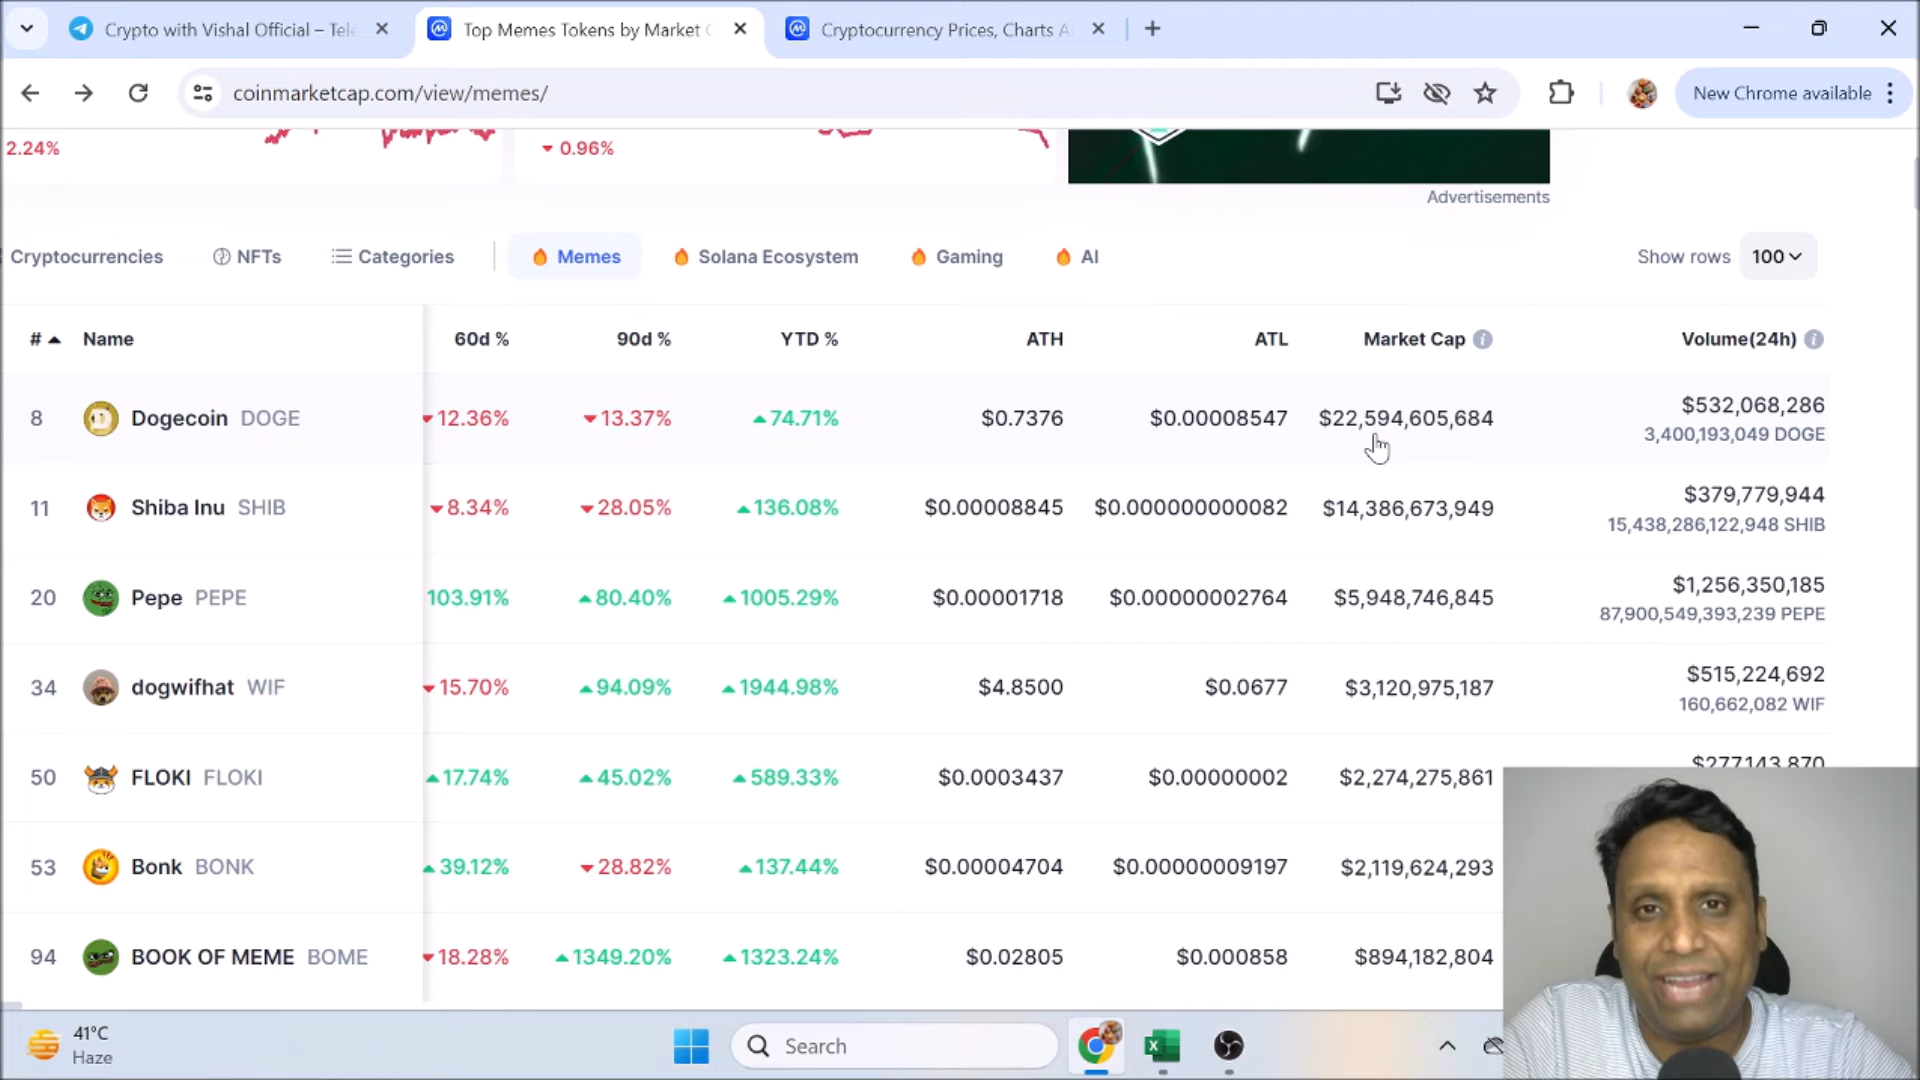 Crypto with Vishal Official – Tele
Top Memes Tokens by Market C
Cryptocurrency Prices, Charts A
coinmarketcap.com/view/memes/
New Chrome available
2.24%
0.96%
Advertisements
Cryptocurrencies NFTs Categories Memes Solana Ecosystem Gaming AI Show rows 100
# Name 60d % 90d % YTD % ATH ATL Market Cap Volume(24h)
8 Dogecoin DOGE 12.36% 13.37% 74.71% $0.7376 $0.00008547 $22,594,605,684 $532,068,286
3,400,193,049 DOGE
11 Shiba Inu SHIB 8.34% 28.05% 136.08% $0.00008845 $0.000000000082 $14,386,673,949 $379,779,944
15,438,286,122,948 SHIB
20 Pepe PEPE 103.91% 80.40% 1005.29% $0.00001718 $0.00000002764 $5,948,746,845 $1,256,350,185
87,900,549,393,239 PEPE
34 dogwifhat WIF 15.70% 94.09% 1944.98% $4.8500 $0.0677 $3,120,975,187 $515,224,692
160,662,082 WIF
50 FLOKI FLOKI 17.74% 45.02% 589.33% $0.0003437 $0.00000002 $2,274,275,861 $277,143,870
53 Bonk BONK 39.12% 28.82% 137.44% $0.00004704 $0.00000009197 $2,119,624,293
94 BOOK OF MEME BOME 18.28% 1349.20% 1323.24% $0.02805 $0.000858 $894,182,804
41°C
Haze
Search